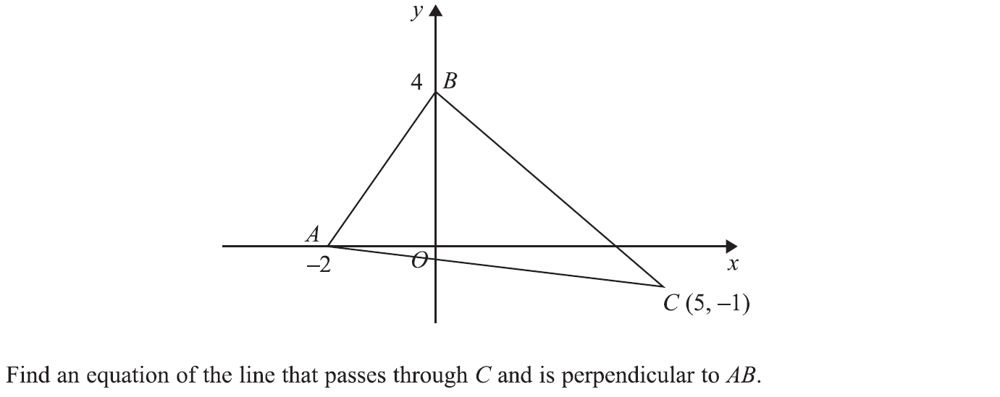 y
4 B
A
–2
O
x
C (5, –1)
Find an equation of the line that passes through C and is perpendicular to AB.